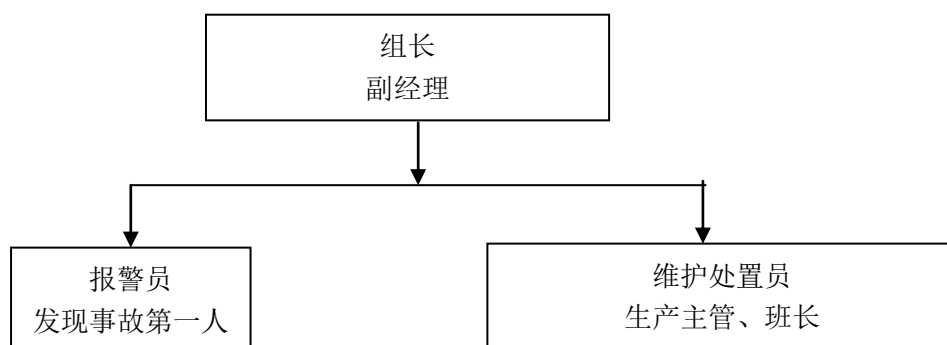 组长
副经理
报警员
发现事故第一人
维护处置员
生产主管、班长